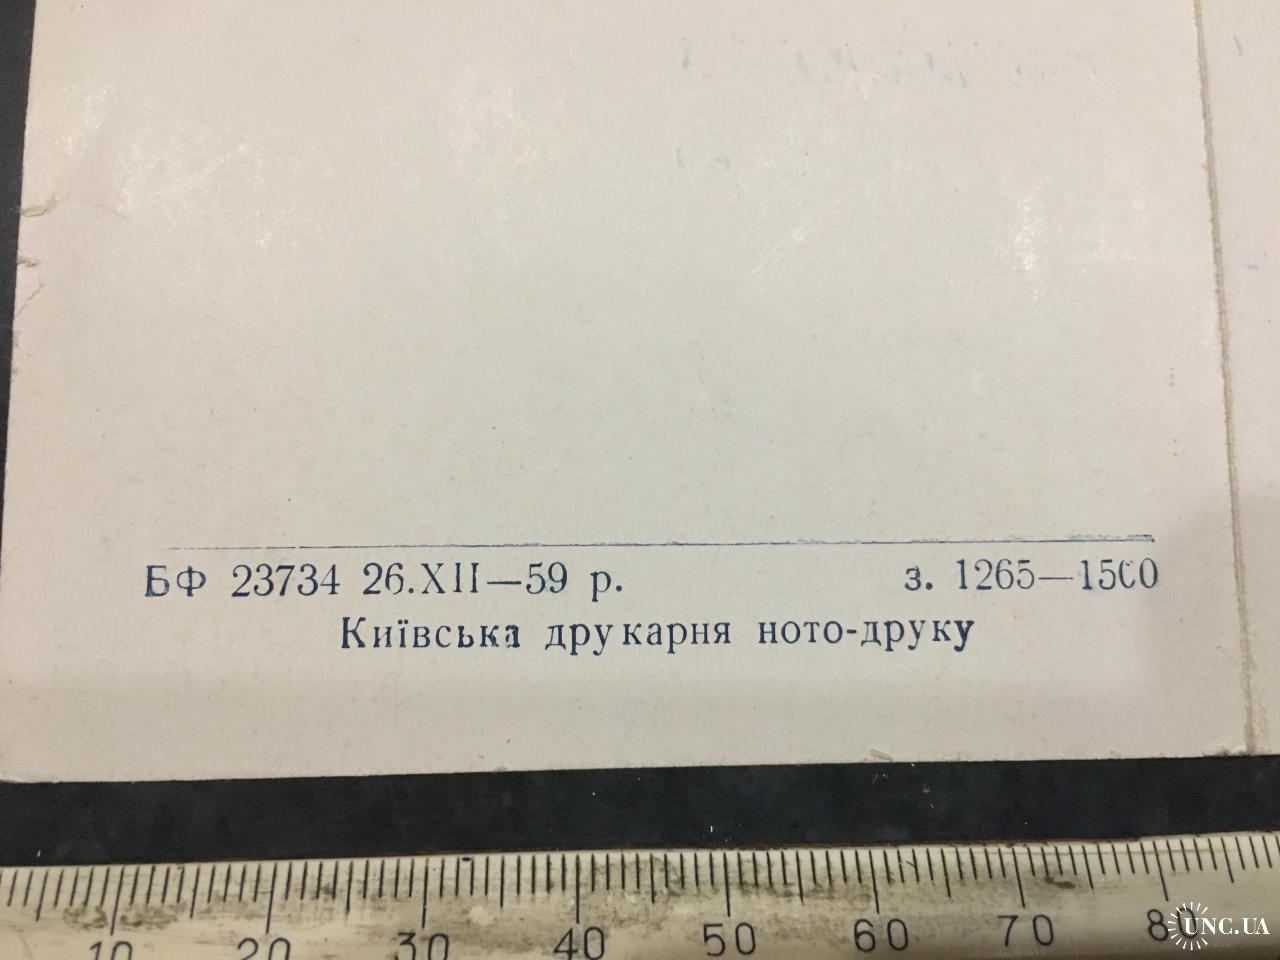 БФ 23734 26.XII—59 р. з. 1265—1500
Київська друкарня ното-друку
10 20 30 40 50 60 70 80
UNC.UA